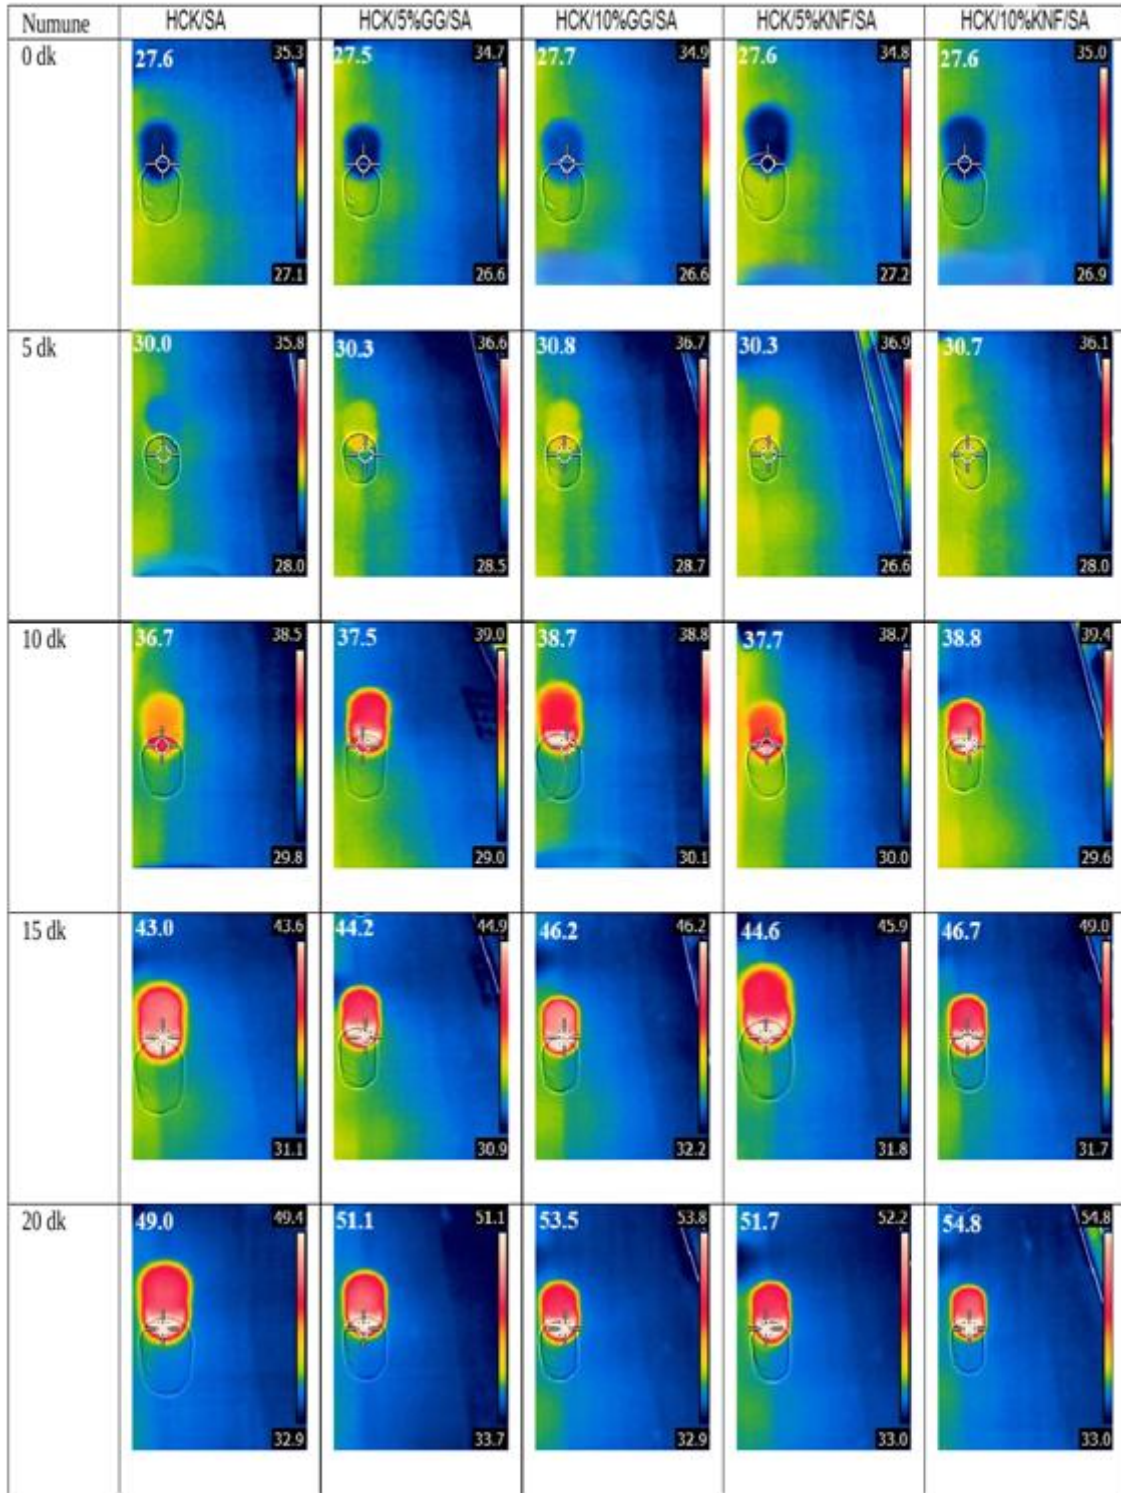 Numune HCK/SA HCK/5%GG/SA HCK/10%GG/SA HCK/5%KNF/SA HCK/10%KNF/SA
0 dk 27.6 35.3 27.5 34.7 27.7 34.9 27.6 34.8 27.6 35.0
27.1 26.6 26.6 27.2 26.9
5 dk 30.0 35.8 30.3 36.6 30.8 36.7 30.3 36.9 30.7 36.1
28.0 28.5 28.7 26.6 28.0
10 dk 36.7 38.5 37.5 39.0 38.7 38.8 37.7 38.7 38.8 39.4
29.8 29.0 30.1 30.0 29.6
15 dk 43.0 43.6 44.2 44.9 46.2 46.2 44.6 45.9 46.7 49.0
31.1 30.9 32.2 31.8 31.7
20 dk 49.0 49.4 51.1 51.1 53.5 53.8 51.7 52.2 54.8 54.8
32.9 33.7 32.9 33.0 33.0